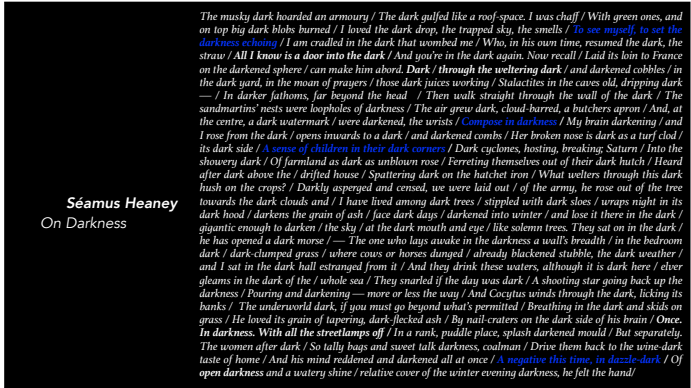 The musky dark hoarded an armoury / The dark gulfed like a roof-space. I was chaff / With green ones, and
on top big dark blobs burned / I loved the dark drop, the trapped sky, the smells / To see myself, to set the
darkness echoing / I am cradled in the dark that wombed me / Who, in his own time, resumed the dark, the
straw / All I know is a door into the dark / And you're in the dark again. Now recall / Laid its loin to France
on the darkened sphere / can make him abord. Dark / through the weltering dark / and darkened cobbles / in
the dark yard, in the moan of prayers / those dark juices working / Stalactites in the caves old, dripping dark
— / In darker fathoms, far beyond the head / Then walk straight through the wall of the dark / The
sandmartins' nests were loopholes of darkness / The air grew dark, cloud-barred, a butchers apron / And, at
the centre, a dark watermark / were darkened, the wrists / Compose in darkness / My brain darkening / and
I rose from the dark / opens inwards to a dark / and darkened combs / Her broken nose is dark as a turf clod /
its dark side / A sense of children in their dark corners / Dark cyclones, hosting, breaking; Saturn / Into the
showery dark / Of farmland as dark as unblown rose / Ferreting themselves out of their dark hutch / Heard
after dark above the / drifted house / Spattering dark on the hatchet iron / What welters through this dark
hush on the crops? / Darkly asperged and censed, we were laid out / of the army, he rose out of the tree
towards the dark clouds and / I have lived among dark trees / stippled with dark sloes / wraps night in its
dark hood / darkens the grain of ash / face dark days / darkened into winter / and lose it there in the dark /
gigantic enough to darken / the sky / at the dark mouth and eye / like solemn trees. They sat on in the dark /
he has opened a dark morse / — The one who lays awake in the darkness a wall's breadth / in the bedroom
dark / dark-clumped grass / where cows or horses dunged / already blackened stubble, the dark weather /
and I sat in the dark hall estranged from it / And they drink these waters, although it is dark here / elver
gleams in the dark of the / whole sea / They snarled if the day was dark / A shooting star going back up the
darkness / Pouring and darkening — more or less the way / And Cocytus winds through the dark, licking its
banks / The underworld dark, if you must go beyond what's permitted / Breathing in the dark and skids on
grass / He loved its grain of tapering, dark-flecked ash / By nail-craters on the dark side of his brain / Once.
In darkness. With all the streetlamps off / In a rank, puddle place, splash darkened mould / But separately.
The women after dark / So tally bags and sweet talk darkness, coalman / Drive them back to the wine-dark
taste of home / And his mind reddened and darkened all at once / A negative this time, in dazzle-dark / Of
open darkness and a watery shine / relative cover of the winter evening darkness, he felt the hand/
Séamus Heaney
On Darkness